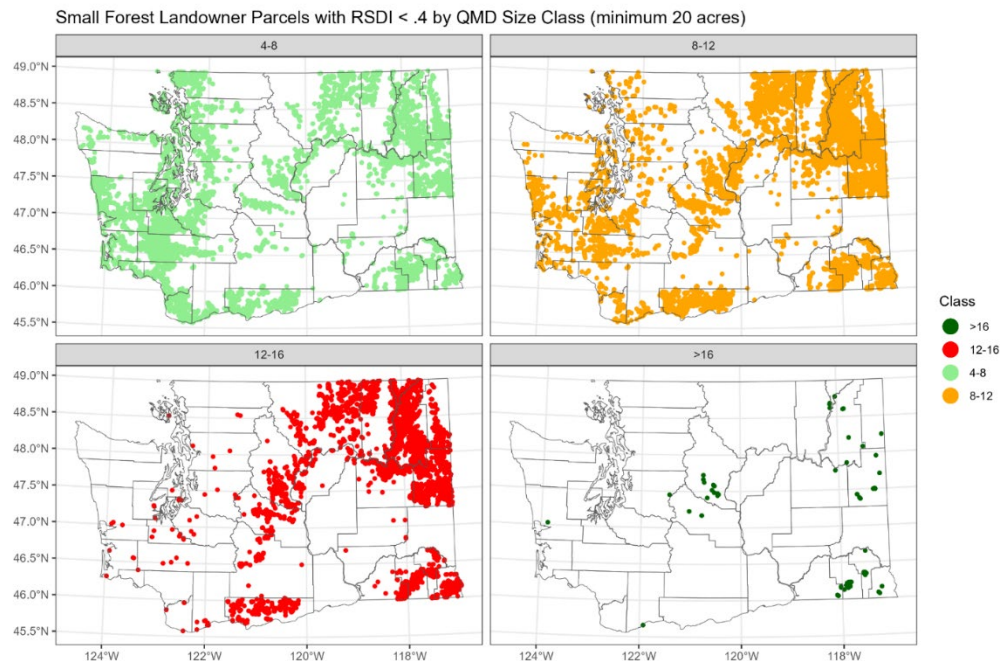 Small Forest Landowner Parcels with RSDI < .4 by QMD Size Class (minimum 20 acres)
4-8
8-12
49.0°N
48.5°N
48.0°N
47.5°N
47.0°N
46.5°N
46.0°N
45.5°N
12-16
>16
49.0°N
48.5°N
48.0°N
47.5°N
47.0°N
46.5°N
46.0°N
45.5°N
124°W
122°W
120°W
118°W
124°W
122°W
120°W
118°W
Class
>16
12-16
4-8
8-12